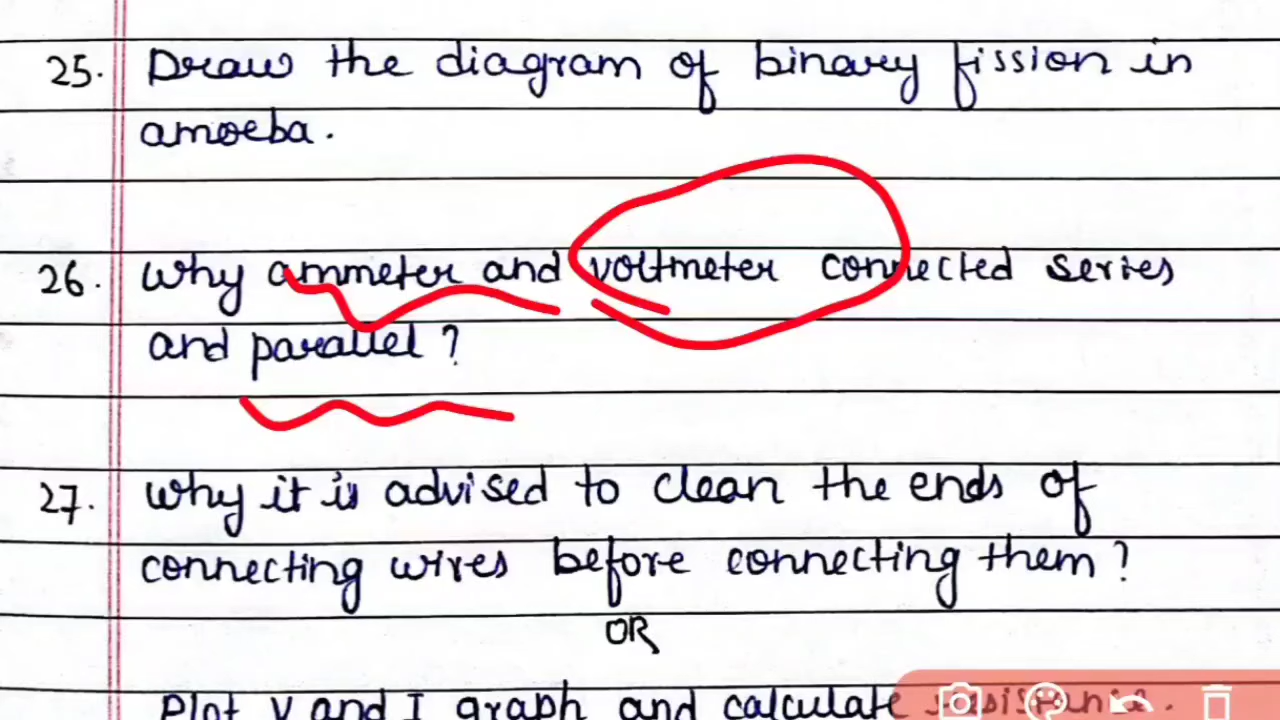 25. Draw the diagram of binary fission in
amoeba.
26. Why ammeter and voltmeter connected series
and parallel?
27. Why it is advised to clean the ends of
connecting wires before connecting them?
OR
Plot V and I graph and calculate resistance.